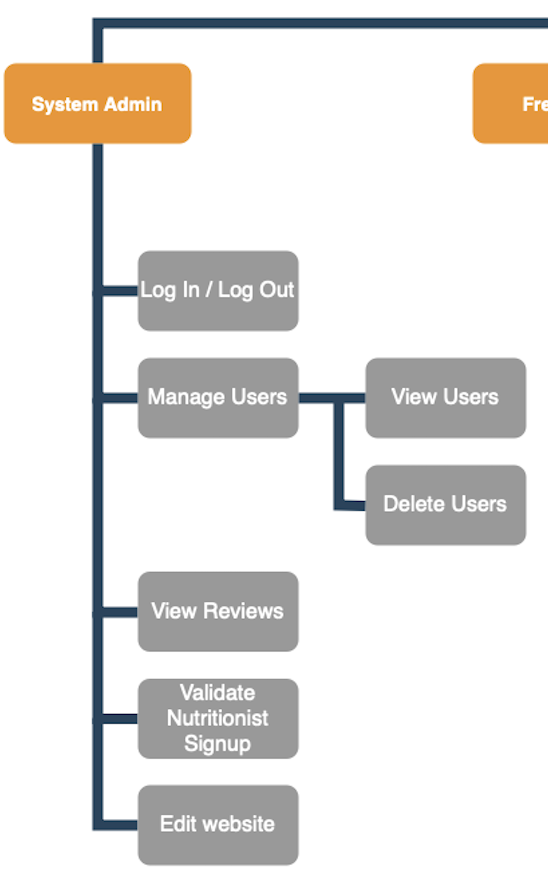 System Admin
Fre
Log In / Log Out
Manage Users
View Users
Delete Users
View Reviews
Validate
Nutritionist
Signup
Edit website